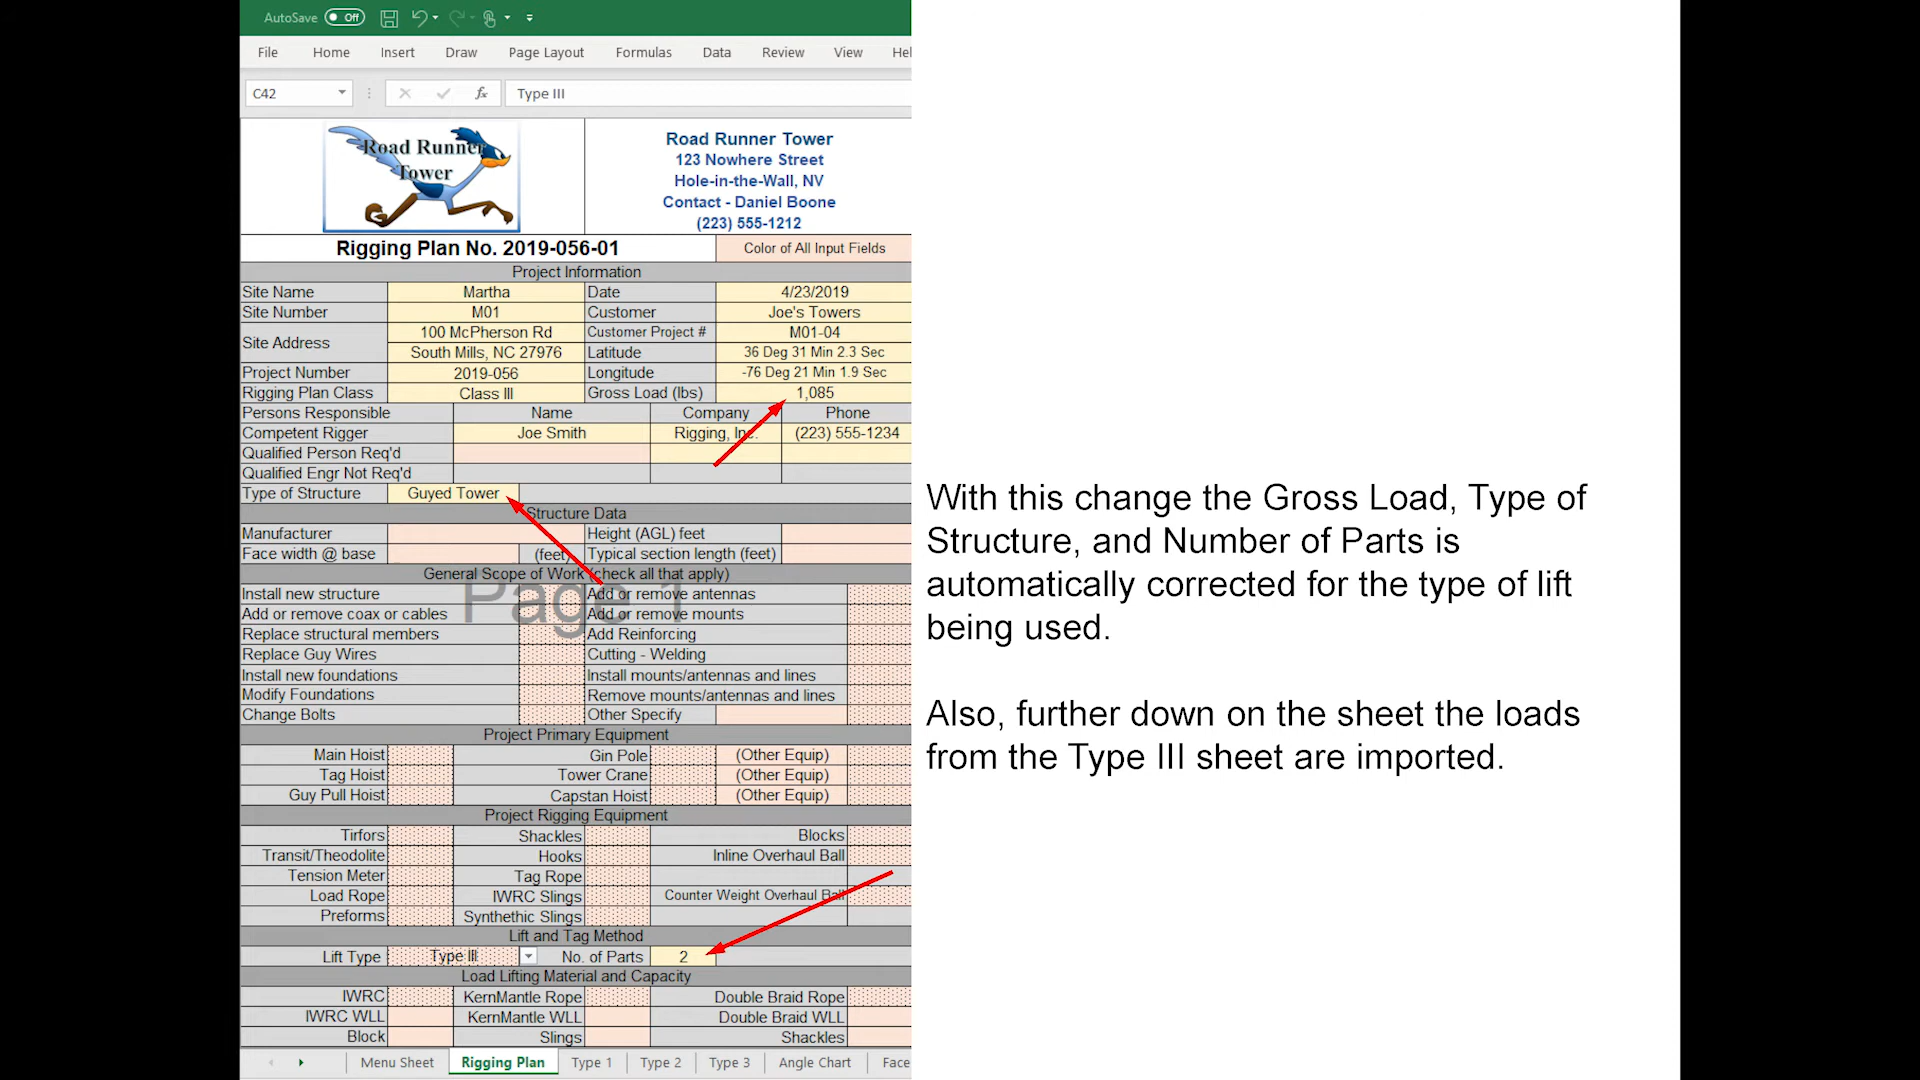 AutoSave Off
File Home Insert Draw Page Layout Formulas Data Review View Hel
C42 fx Type III
Road Runner
Tower
Road Runner Tower
123 Nowhere Street
Hole-in-the-Wall, NV
Contact - Daniel Boone
(223) 555-1212
Rigging Plan No. 2019-056-01 Color of All Input Fields
Project Information
Site Name Martha Date 4/23/2019
Site Number M01 Customer Joe's Towers
Site Address 100 McPherson Rd Customer Project # M01-04
South Mills, NC 27976 Latitude 36 Deg 31 Min 2.3 Sec
Project Number 2019-056 Longitude -76 Deg 21 Min 1.9 Sec
Rigging Plan Class Class III Gross Load (lbs) 1,085
Persons Responsible Name Company Phone
Competent Rigger Joe Smith Rigging, Inc. (223) 555-1234
Qualified Person Req'd
Qualified Engr Not Req'd
Type of Structure Guyed Tower
Structure Data
Manufacturer Height (AGL) feet
Face width @ base (feet) Typical section length (feet)
General Scope of Work (check all that apply)
Page 1
Install new structure Add or remove antennas
Add or remove coax or cables Add or remove mounts
Replace structural members Add Reinforcing
Replace Guy Wires Cutting - Welding
Install new foundations Install mounts/antennas and lines
Modify Foundations Remove mounts/antennas and lines
Change Bolts Other Specify
Project Primary Equipment
Main Hoist Gin Pole (Other Equip)
Tag Hoist Tower Crane (Other Equip)
Guy Pull Hoist Capstan Hoist (Other Equip)
Project Rigging Equipment
Tirfors Shackles Blocks
Transit/Theodolite Hooks Inline Overhaul Ball
Tension Meter Tag Rope
Load Rope IWRC Slings Counter Weight Overhaul Ball
Preforms Synthethic Slings
Lift and Tag Method
Lift Type Type III No. of Parts 2
Load Lifting Material and Capacity
IWRC KernMantle Rope Double Braid Rope
IWRC WLL KernMantle WLL Double Braid WLL
Block Slings Shackles
Menu Sheet Rigging Plan Type 1 Type 2 Type 3 Angle Chart Face
With this change the Gross Load, Type of
Structure, and Number of Parts is
automatically corrected for the type of lift
being used.
Also, further down on the sheet the loads
from the Type III sheet are imported.